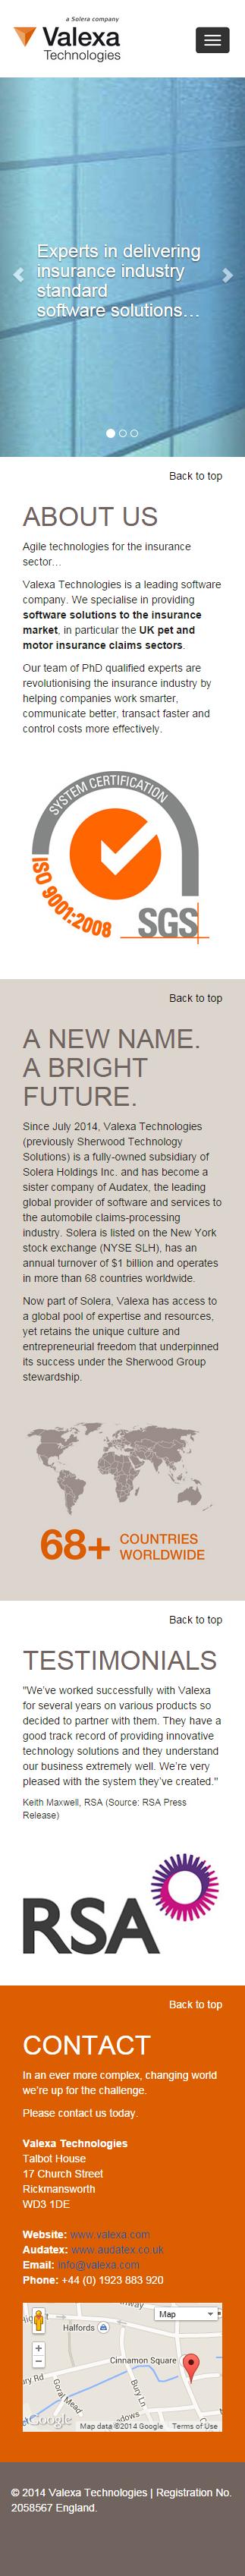 a Solera company
Valexa
Technologies
Experts in delivering
insurance industry
standard
software solutions…
Back to top
ABOUT US
Agile technologies for the insurance
sector…
Valexa Technologies is a leading software
company. We specialise in providing
software solutions to the insurance
market, in particular the UK pet and
motor insurance claims sectors.
Our team of PhD qualified experts are
revolutionising the insurance industry by
helping companies work smarter,
communicate better, transact faster and
control costs more effectively.
SYSTEM CERTIFICATION
ISO 9001:2008
SGS
Back to top
A NEW NAME.
A BRIGHT
FUTURE.
Since July 2014, Valexa Technologies
(previously Sherwood Technology
Solutions) is a fully-owned subsidiary of
Solera Holdings Inc. and has become a
sister company of Audatex, the leading
global provider of software and services to
the automobile claims-processing
industry. Solera is listed on the New York
stock exchange (NYSE SLH), has an
annual turnover of $1 billion and operates
in more than 68 countries worldwide.
Now part of Solera, Valexa has access to
a global pool of expertise and resources,
yet retains the unique culture and
entrepreneurial freedom that underpinned
its success under the Sherwood Group
stewardship.
68+ COUNTRIES
WORLDWIDE
Back to top
TESTIMONIALS
"We've worked successfully with Valexa
for several years on various products so
decided to partner with them. They have a
good track record of providing innovative
technology solutions and they understand
our business extremely well. We're very
pleased with the system they've created."
Keith Maxwell, RSA (Source: RSA Press
Release)
RSA
Back to top
CONTACT
In an ever more complex, changing world
we're up for the challenge.
Please contact us today.
Valexa Technologies
Talbot House
17 Church Street
Rickmansworth
WD3 1DE
Website: www.valexa.com
Audatex: www.audatex.co.uk
Email: info@valexa.com
Phone: +44 (0) 1923 883 920
Map
Halfords
Cinnamon Square
Goral Mead
Bury Ln
Google
Map data ©2014 Google Terms of Use
© 2014 Valexa Technologies | Registration No.
2058567 England.